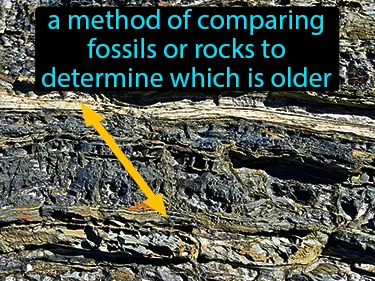 a method of comparing
fossils or rocks to
determine which is older